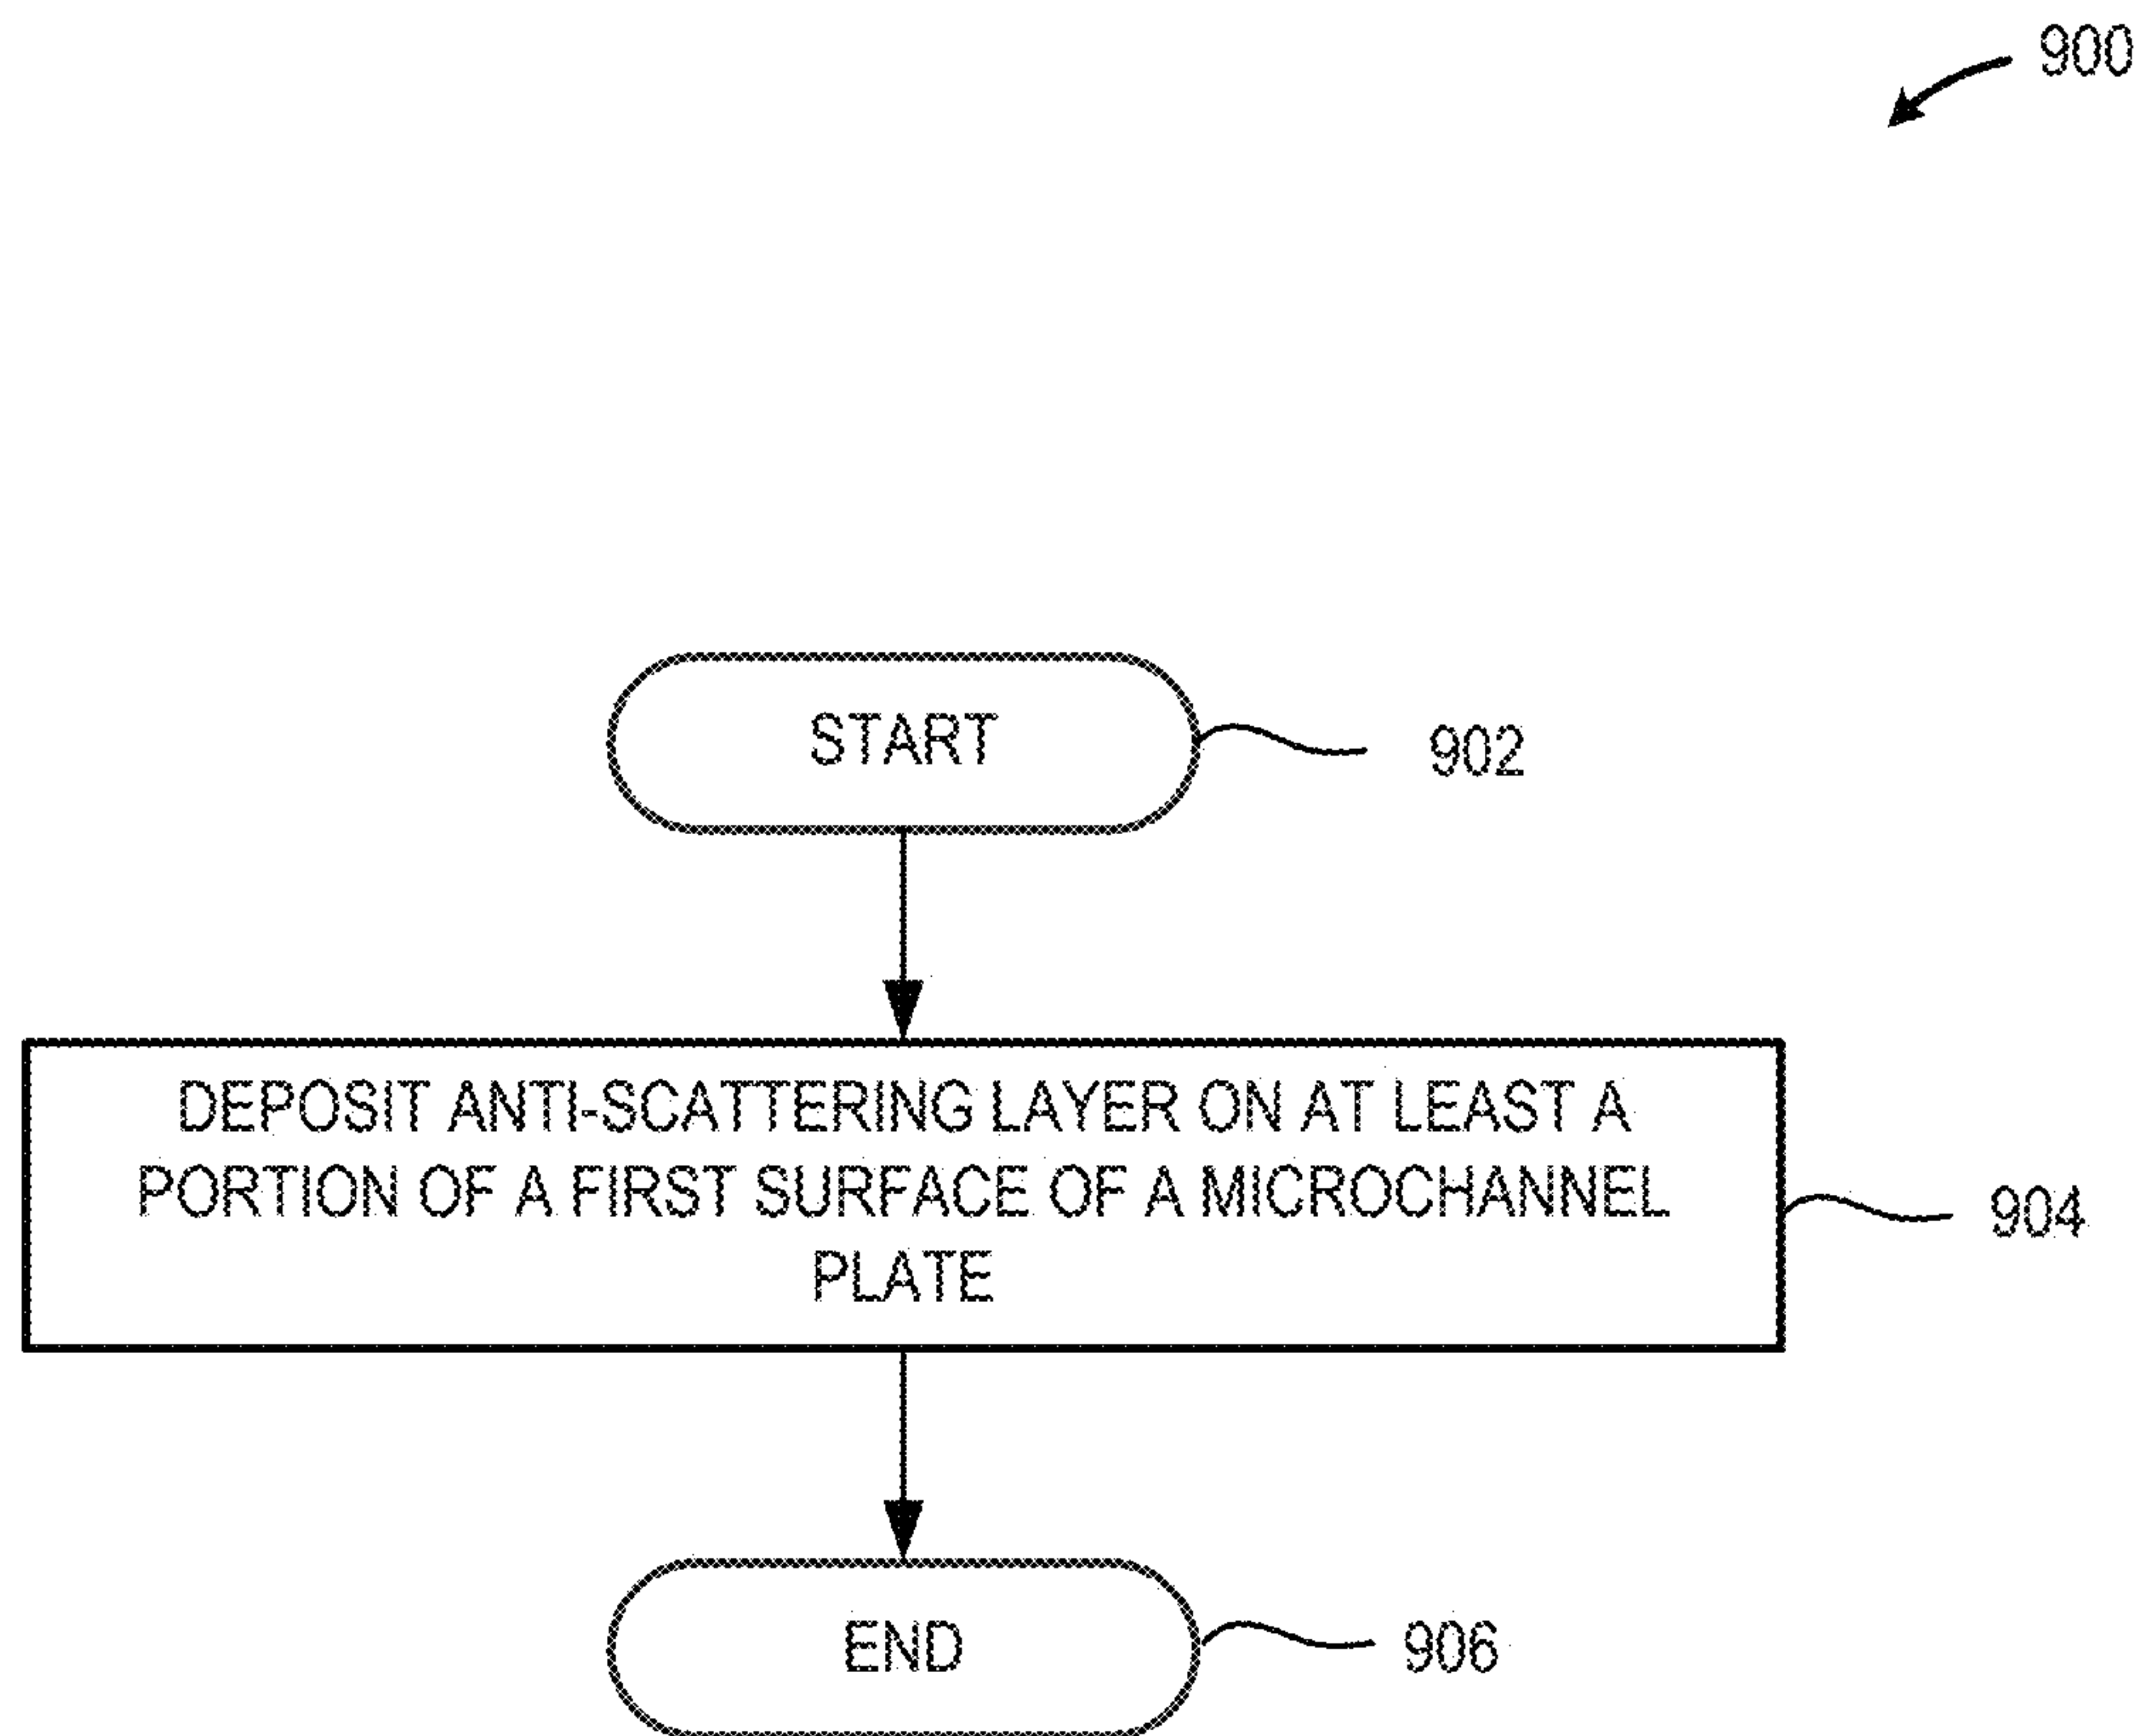 900
START
902
DEPOSIT ANTI-SCATTERING LAYER ON AT LEAST A
PORTION OF A FIRST SURFACE OF A MICROCHANNEL
PLATE
904
END
906